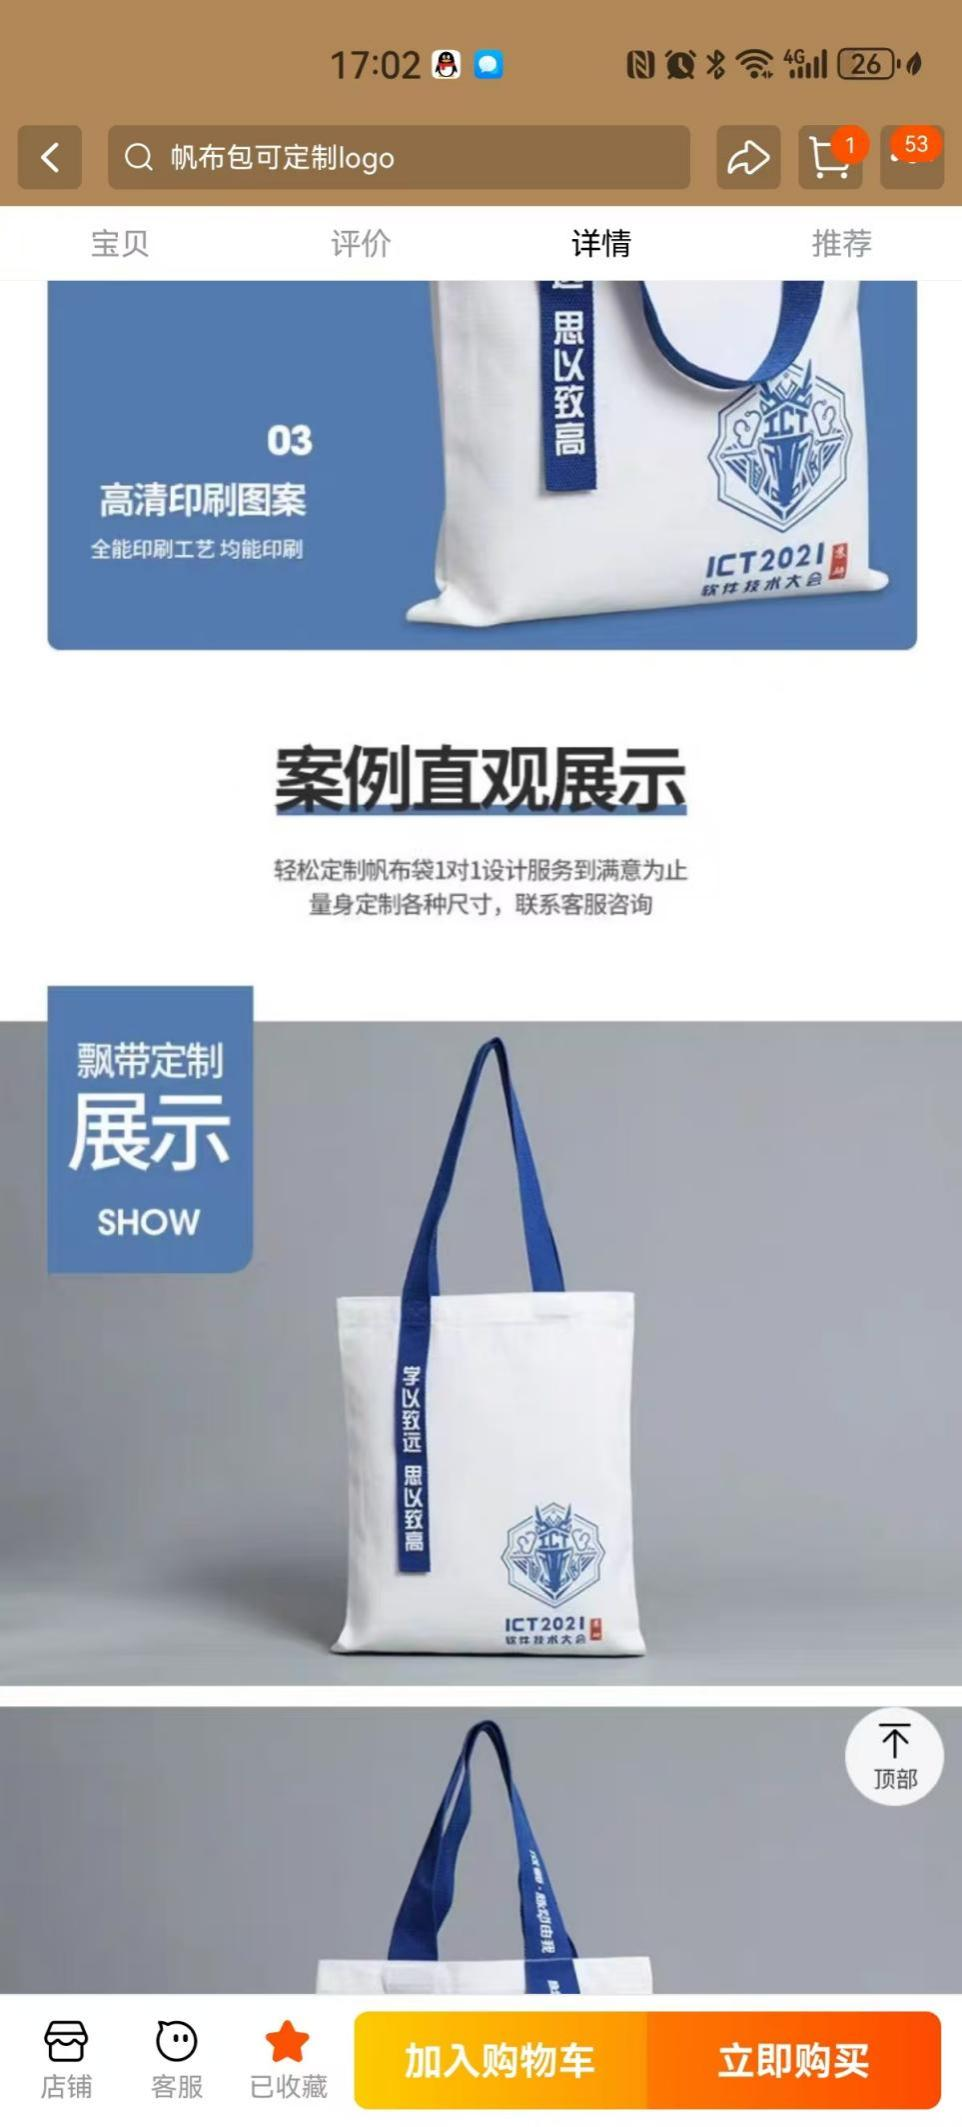 17:02
4G
26
帆布包可定制logo
1
53
宝贝
评价
详情
推荐
思以致高
03
高清印刷图案
全能印刷工艺 均能印刷
ICT
ICT2021
软件技术大会
案例直观展示
轻松定制帆布袋1对1设计服务到满意为止
量身定制各种尺寸，联系客服咨询
飘带定制
展示
SHOW
学以致远 思以致高
ICT
ICT2021
软件技术大会
顶部
店铺
客服
已收藏
加入购物车
立即购买